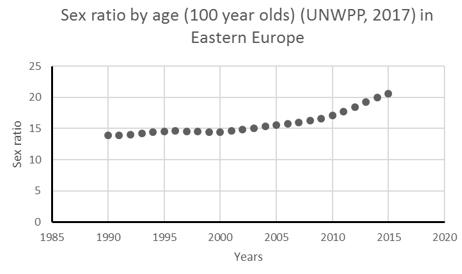 Sex ratio by age (100 year olds) (UNWPP, 2017) in
Eastern Europe
25
20
15
10
5
0
Sex ratio
1985 1990 1995 2000 2005 2010 2015 2020
Years